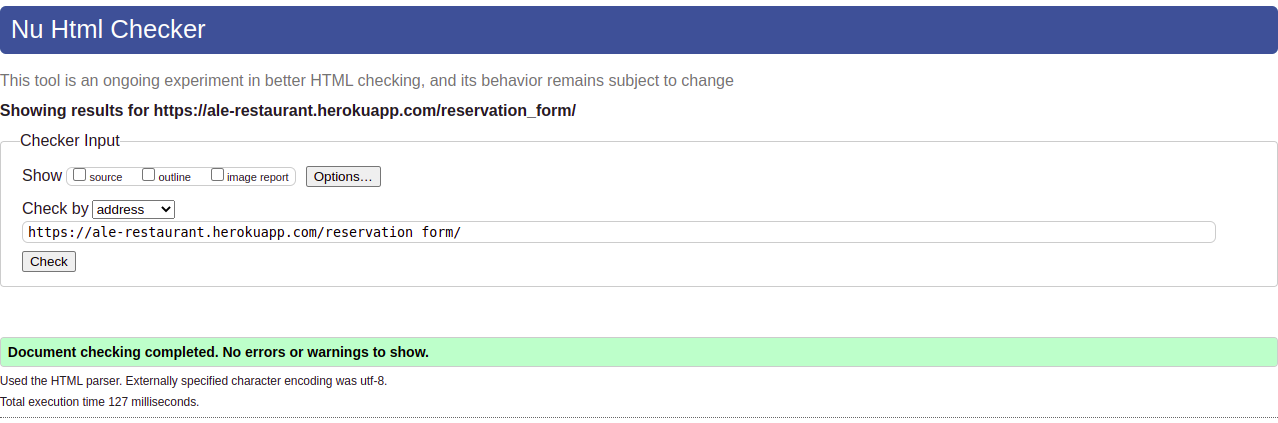 Nu Html Checker
This tool is an ongoing experiment in better HTML checking, and its behavior remains subject to change
Showing results for https://ale-restaurant.herokuapp.com/reservation_form/
Checker Input
Show source outline image report Options...
Check by address
https://ale-restaurant.herokuapp.com/reservation form/
Check
Document checking completed. No errors or warnings to show.
Used the HTML parser. Externally specified character encoding was utf-8.
Total execution time 127 milliseconds.